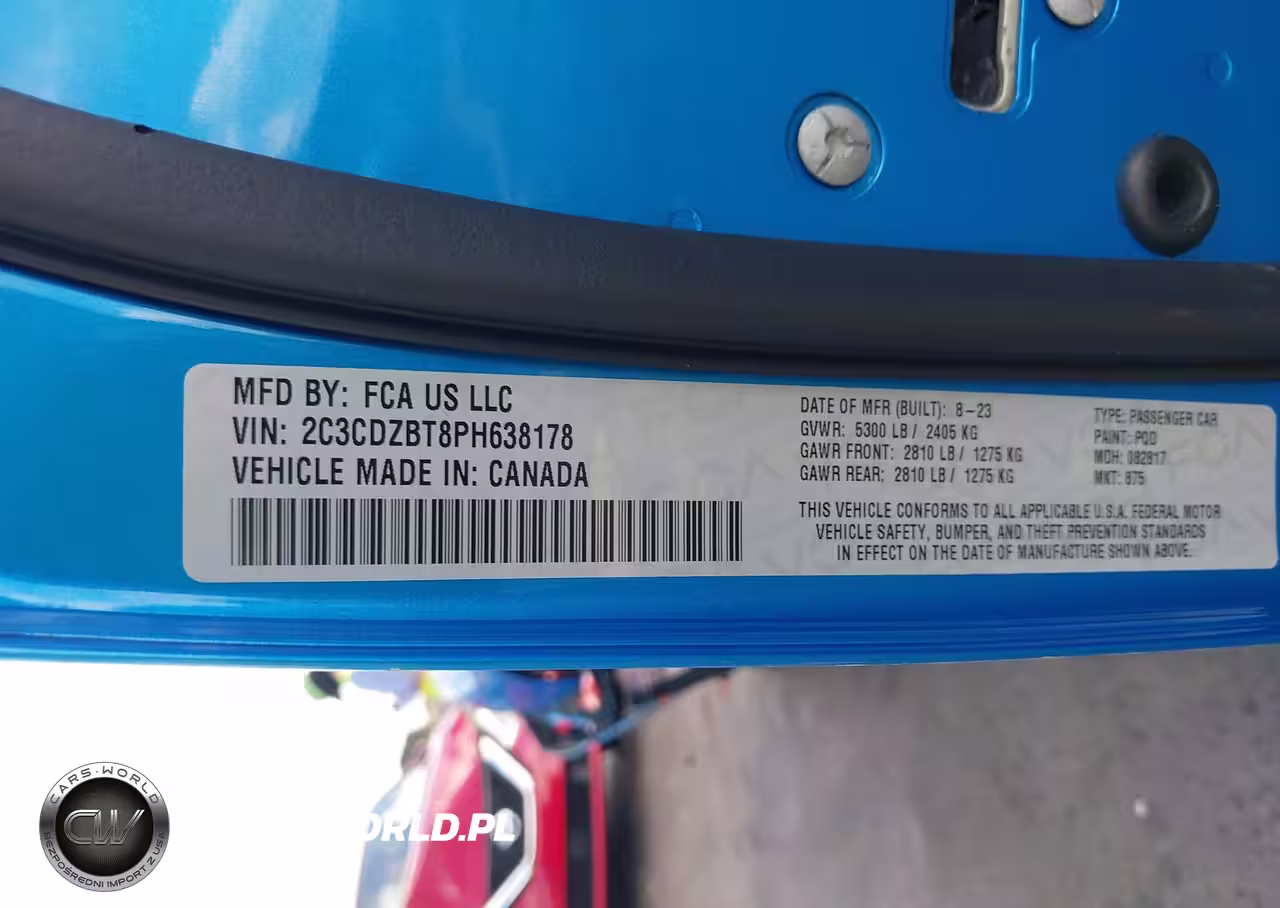 MFD BY: FCA US LLC
VIN: 2C3CDZBT8PH638178
VEHICLE MADE IN: CANADA
DATE OF MFR (BUILT): 8-23
GVWR: 5300 LB / 2405 KG
GAWR FRONT: 2810 LB / 1275 KG
GAWR REAR: 2810 LB / 1275 KG
TYPE: PASSENGER CAR
PAINT: PQD
MDH: 082817
MKT: 875
THIS VEHICLE CONFORMS TO ALL APPLICABLE U.S.A. FEDERAL MOTOR
VEHICLE SAFETY, BUMPER, AND THEFT PREVENTION STANDARDS
IN EFFECT ON THE DATE OF MANUFACTURE SHOWN ABOVE.
CARS-WORLD
CW
BEZPOŚREDNI IMPORT Z USA
ORLD.PL